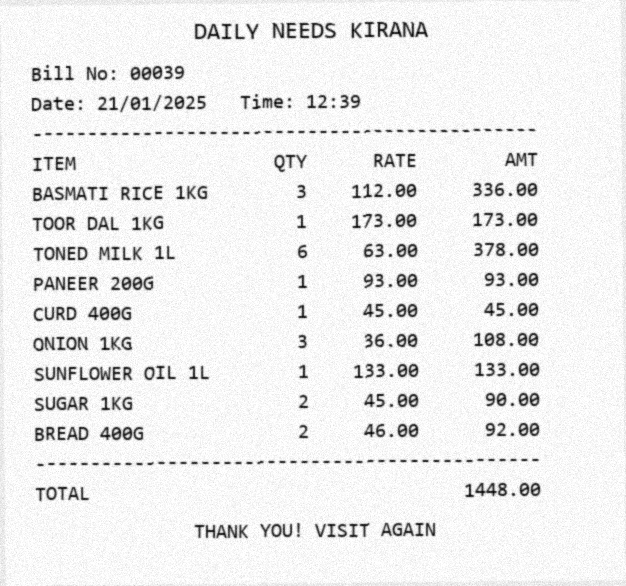 DAILY NEEDS KIRANA
Bill No: 00039
Date: 21/01/2025   Time: 12:39
------------------------------------------------
ITEM QTY RATE AMT
BASMATI RICE 1KG 3 112.00 336.00
TOOR DAL 1KG 1 173.00 173.00
TONED MILK 1L 6 63.00 378.00
PANEER 200G 1 93.00 93.00
CURD 400G 1 45.00 45.00
ONION 1KG 3 36.00 108.00
SUNFLOWER OIL 1L 1 133.00 133.00
SUGAR 1KG 2 45.00 90.00
BREAD 400G 2 46.00 92.00
------------------------------------------------
TOTAL 1448.00
THANK YOU! VISIT AGAIN